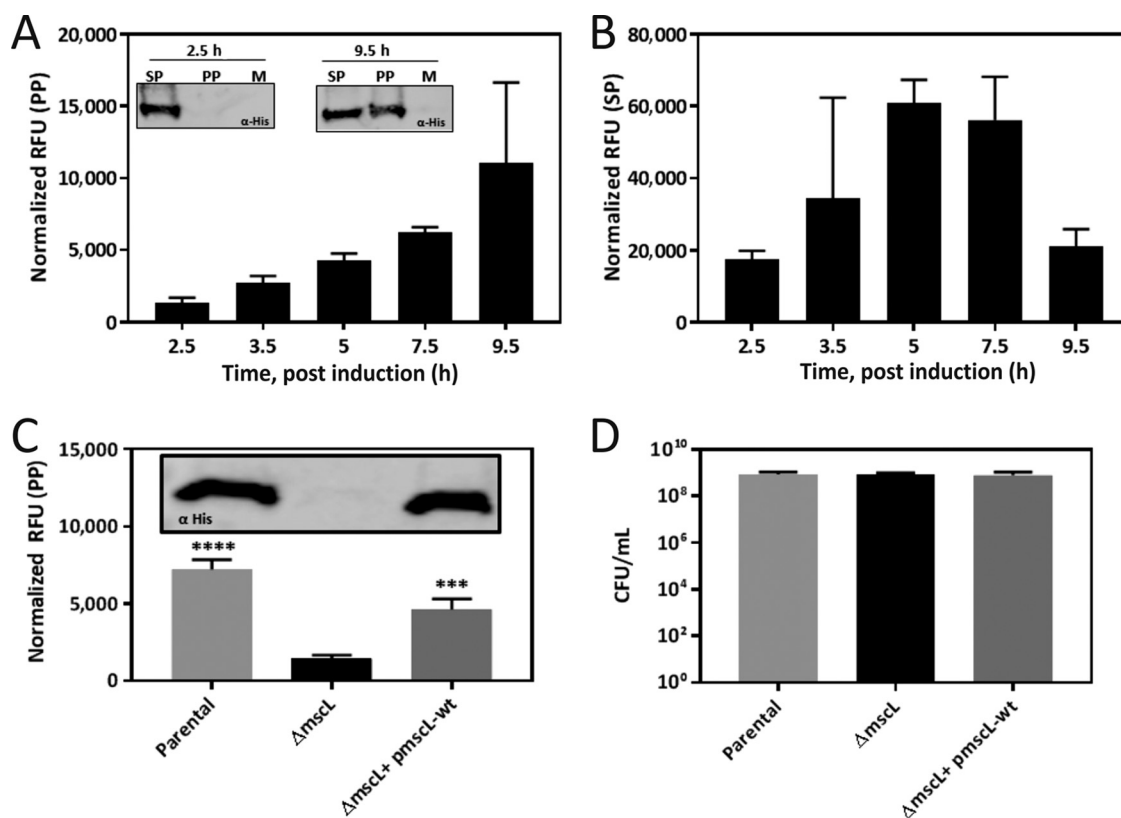 A
Normalized RFU (PP)
20,000
15,000
10,000
5,000
0
2.5 h
SP PP M
α-His
9.5 h
SP PP M
α-His
2.5 3.5 5 7.5 9.5
Time, post induction (h)
B
Normalized RFU (SP)
80,000
60,000
40,000
20,000
0
2.5 3.5 5 7.5 9.5
Time, post induction (h)
C
Normalized RFU (PP)
15,000
10,000
5,000
0
α His
****
***
Parental
ΔmscL
ΔmscL+ pmscL-wt
D
CFU/mL
10¹⁰
10⁸
10⁶
10⁴
10²
10⁰
Parental
ΔmscL
ΔmscL+ pmscL-wt